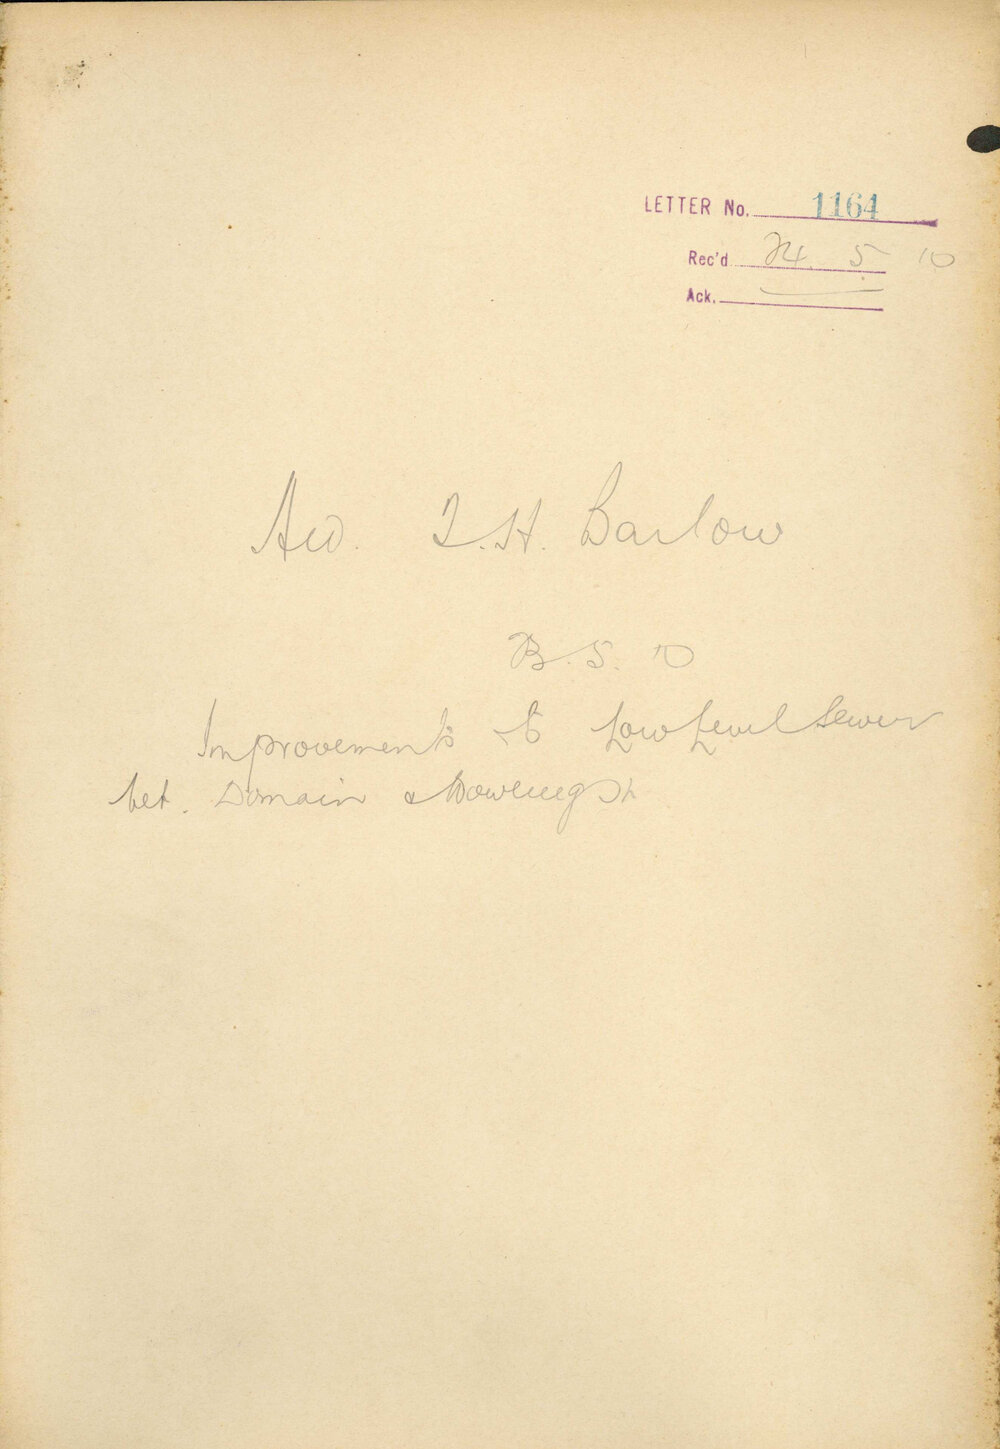 LETTER No. 1164
Rec'd 24. 5 10
Ack.
J. H. Barlow
5. 10
Improvements to Low Level Sewer
bet. Domain & Dowling St